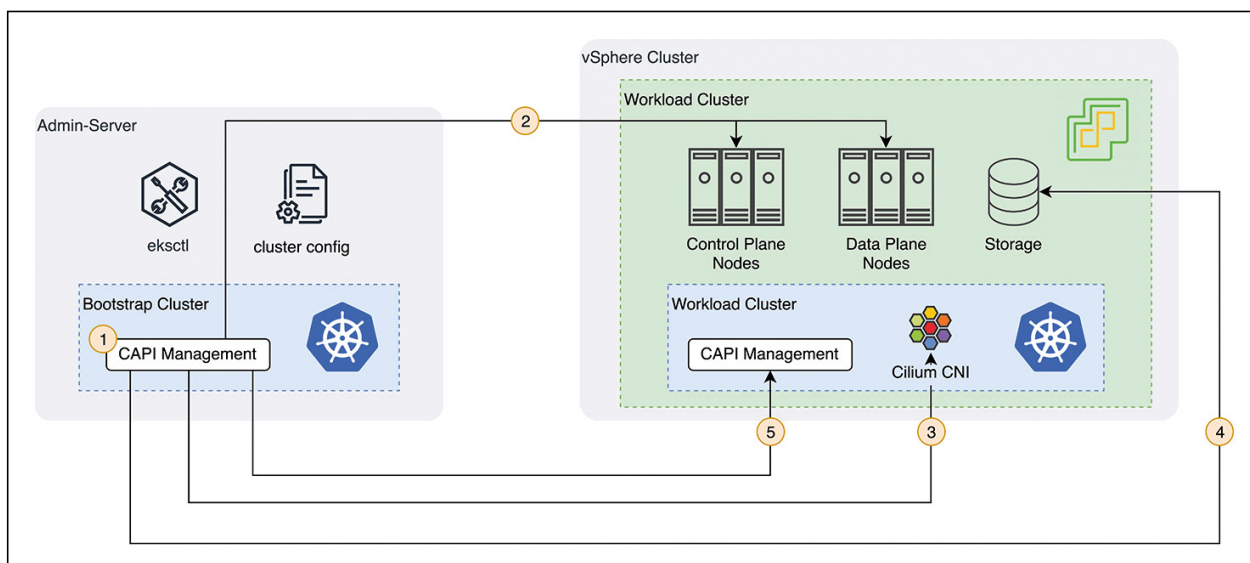 vSphere Cluster
Workload Cluster
Admin-Server
2
eksctl
cluster config
Control Plane
Nodes
Data Plane
Nodes
Storage
Bootstrap Cluster
1
CAPI Management
Workload Cluster
CAPI Management
Cilium CNI
5
3
4